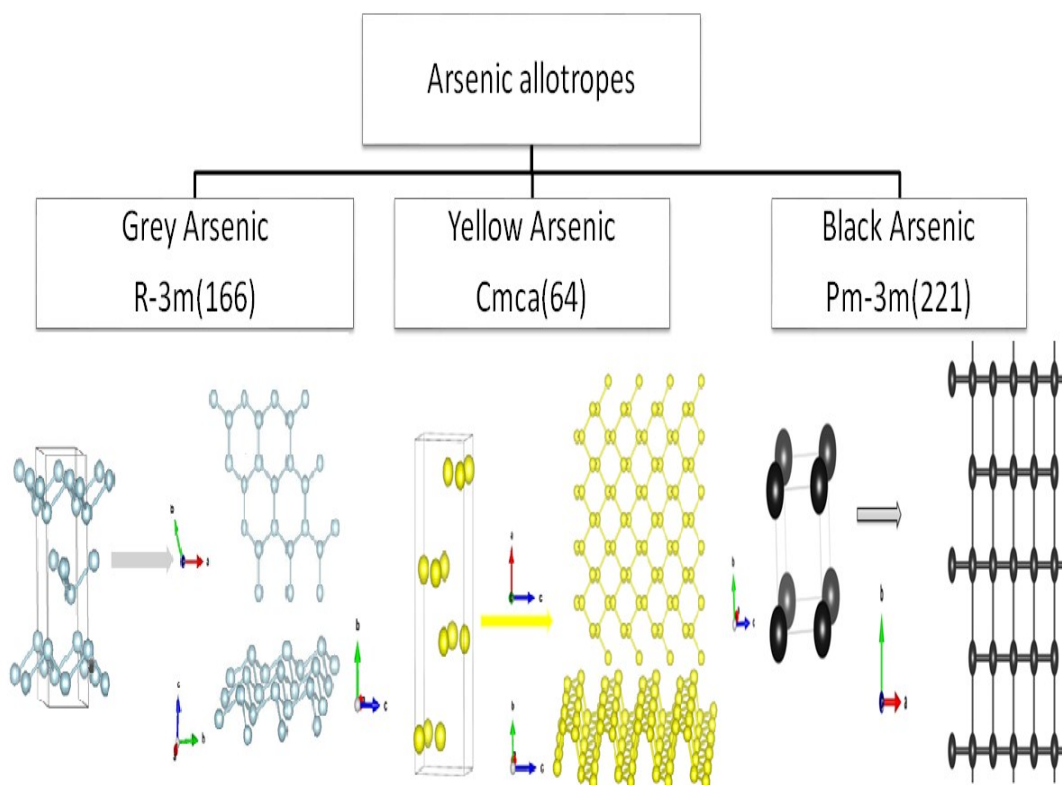 Arsenic allotropes
Grey Arsenic
R-3m(166)
Yellow Arsenic
Cmca(64)
Black Arsenic
Pm-3m(221)
b
a
c
b
b
c
a
c
b
c
b
c
b
a